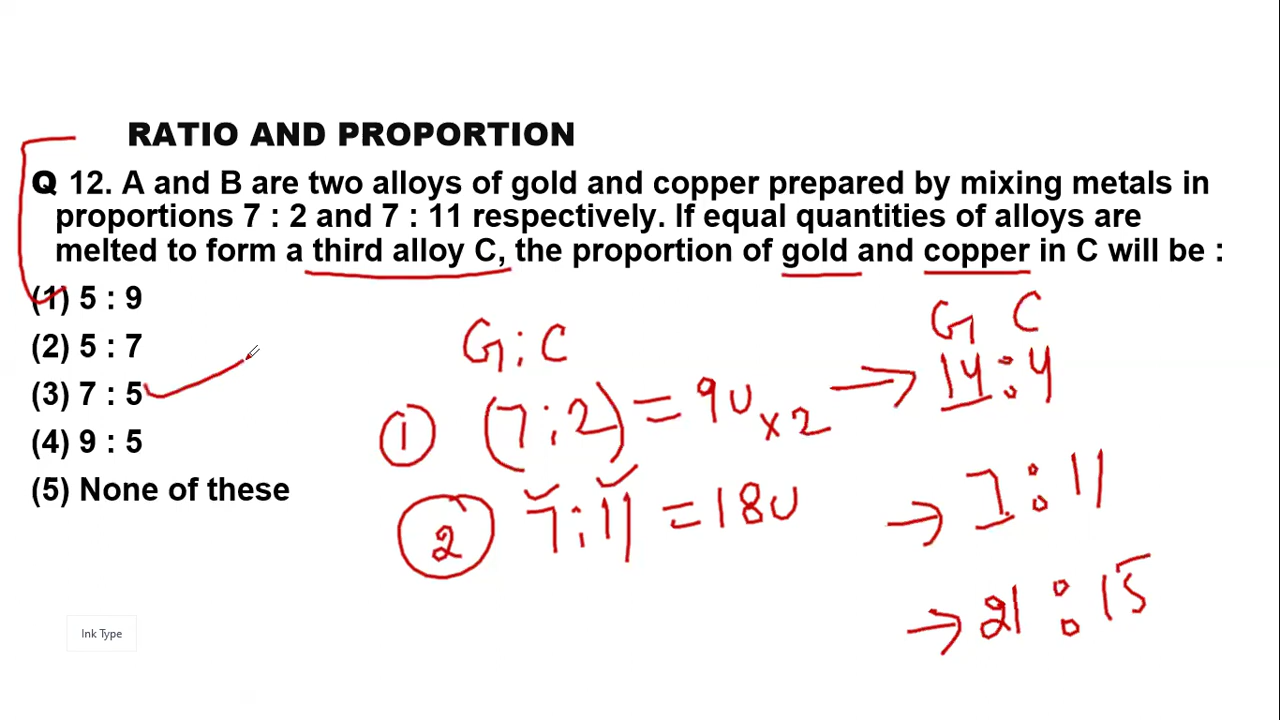 RATIO AND PROPORTION
Q 12. A and B are two alloys of gold and copper prepared by mixing metals in
proportions 7 : 2 and 7 : 11 respectively. If equal quantities of alloys are
melted to form a third alloy C, the proportion of gold and copper in C will be :
(1) 5 : 9
(2) 5 : 7
(3) 7 : 5
(4) 9 : 5
(5) None of these
G : C
① (7 : 2) = 9U x 2
② 7 : 11 = 18U
G C
→ 14 : 4
→ 7 : 11
→ 21 : 15
Ink Type